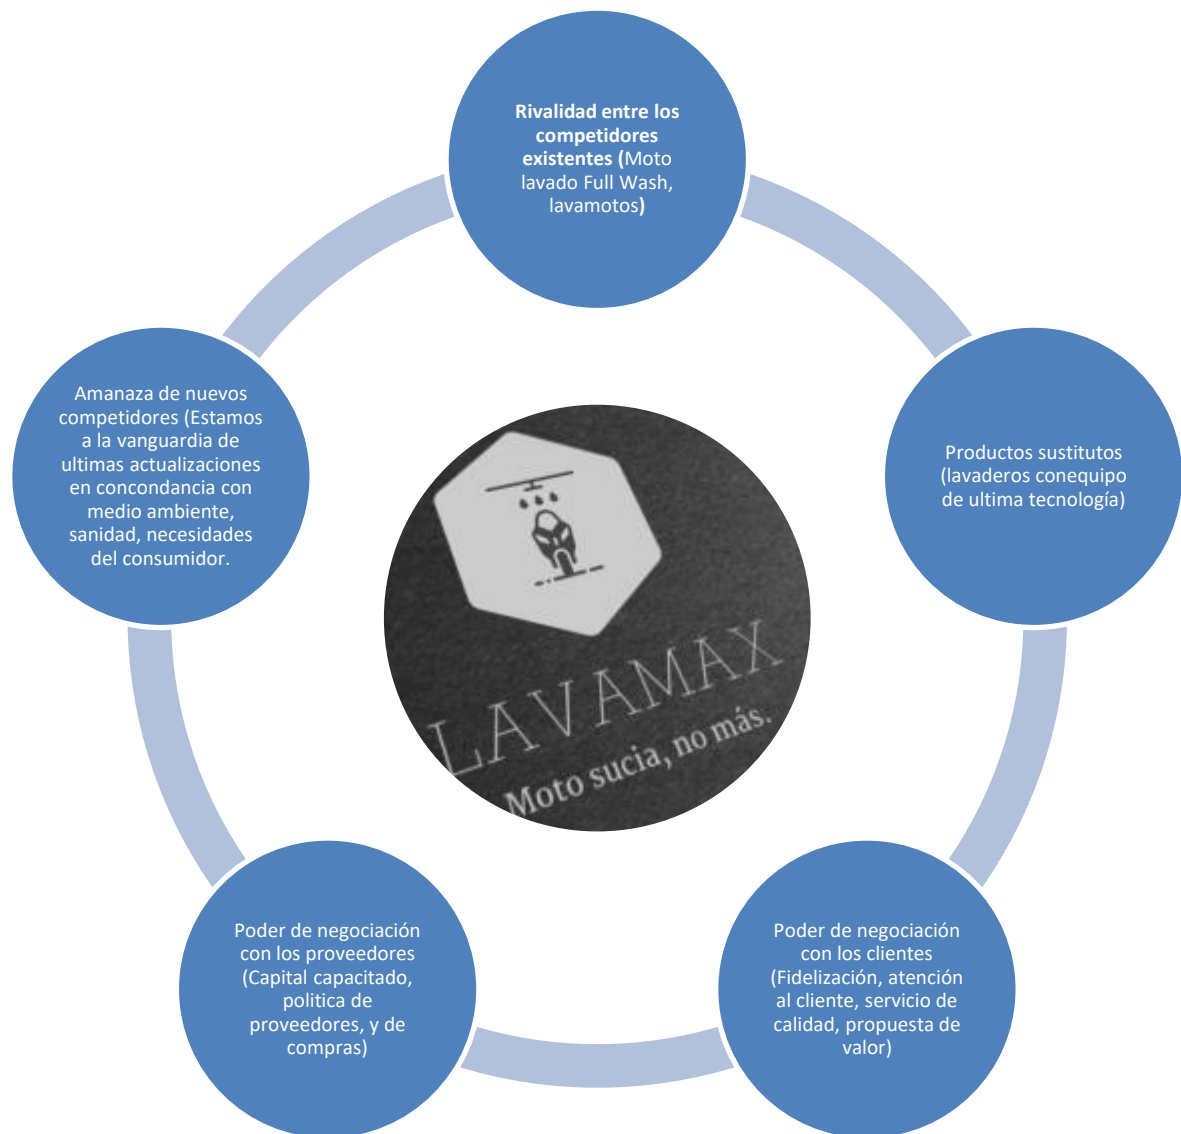 Rivalidad entre los
competidores
existentes (Moto
lavado Full Wash,
lavamotos)
Productos sustitutos
(lavaderos conequipo
de ultima tecnología)
Poder de negociación
con los clientes
(Fidelización, atención
al cliente, servicio de
calidad, propuesta de
valor)
Poder de negociación
con los proveedores
(Capital capacitado,
politica de
proveedores, y de
compras)
Amanaza de nuevos
competidores (Estamos
a la vanguardia de
ultimas actualizaciones
en concondancia con
medio ambiente,
sanidad, necesidades
del consumidor.
LAVAMAX
Moto sucia, no más.